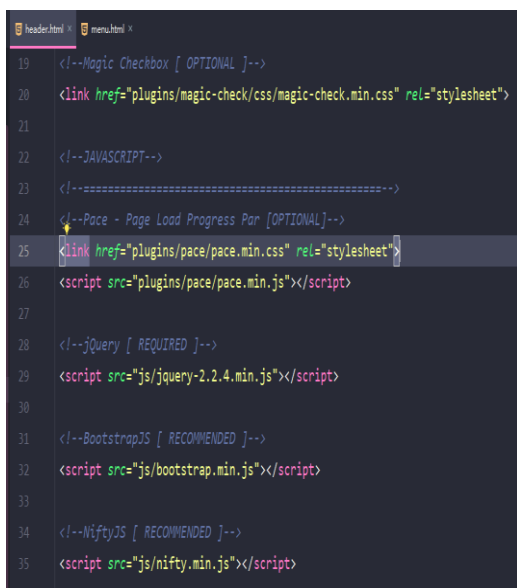 header.html × menu.html ×
19 <!--Magic Checkbox [ OPTIONAL ]-->
20 <link href="plugins/magic-check/css/magic-check.min.css" rel="stylesheet">
21
22 <!--JAVASCRIPT-->
23 <!--=================================================-->
24 <!--Pace - Page Load Progress Par [OPTIONAL]-->
25 <link href="plugins/pace/pace.min.css" rel="stylesheet">
26 <script src="plugins/pace/pace.min.js"></script>
27
28 <!--jQuery [ REQUIRED ]-->
29 <script src="js/jquery-2.2.4.min.js"></script>
30
31 <!--BootstrapJS [ RECOMMENDED ]-->
32 <script src="js/bootstrap.min.js"></script>
33
34 <!--NiftyJS [ RECOMMENDED ]-->
35 <script src="js/nifty.min.js"></script>